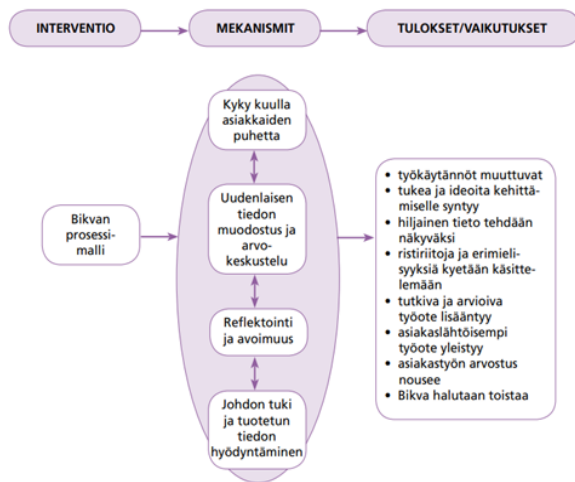 INTERVENTIO
MEKANISMIT
TULOKSET/VAIKUTUKSET
Bikvan
prosessi-
malli
Kyky kuulla
asiakkaiden
puhetta
Uudenlaisen
tiedon
muodostus ja
arvo-
keskustelu
Reflektointi
ja avoimuus
Johdon tuki
ja tuotetun
tiedon
hyödyntäminen
• työkäytännöt muuttuvat
• tukea ja ideoita kehittä-
miselle syntyy
• hiljainen tieto tehdään
näkyväksi
• ristiriitoja ja erimieli-
syyksiä kyetään käsitte-
lemään
• tutkiva ja arvioiva
työote lisääntyy
• asiakaslähtöisempi
työote yleistyy
• asiakastyön arvostus
nousee
• Bikva halutaan toistaa